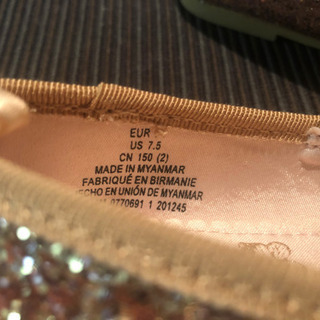 EUR
US 7.5
CN 150 (2)
MADE IN MYANMAR
FABRIQUÉ EN BIRMANIE
ECHO EN UNIÓN DE MYANMAR
0770691 1 201245